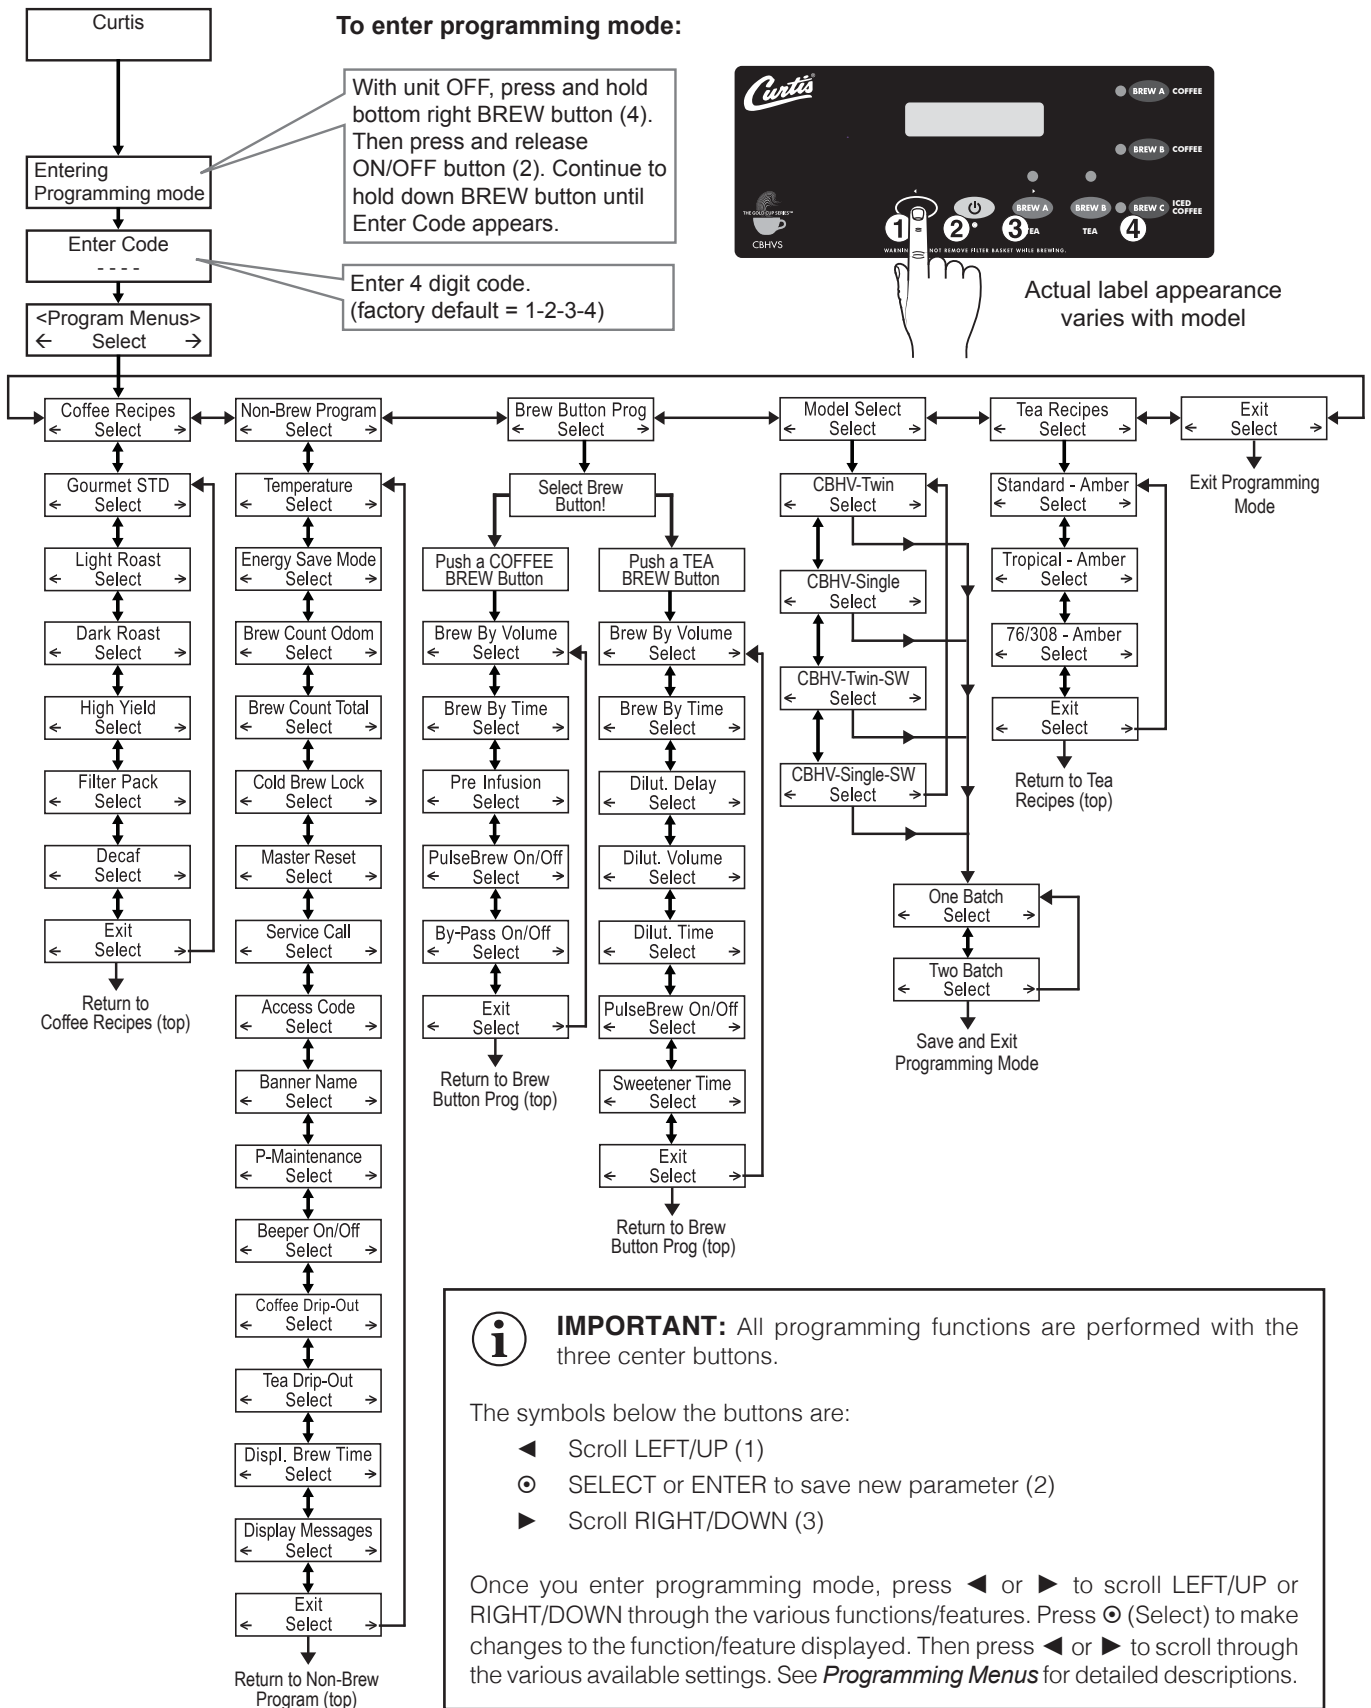 Curtis
To enter programming mode:
With unit OFF, press and hold
bottom right BREW button (4).
Then press and release
ON/OFF button (2). Continue to
hold down BREW button until
Enter Code appears.
Entering
Programming mode
Enter Code
- - - -
Enter 4 digit code.
(factory default = 1-2-3-4)
<Program Menus>
← Select →
Curtis®
BREW A COFFEE
BREW B COFFEE
BREW A
BREW B
BREW C ICED
COFFEE
1
2
3
4
TEA
THE GOLD CUP SERIES™
CBHVS
NOT REMOVE FILTER BASKET WHILE BREWING.
Actual label appearance
varies with model
Coffee Recipes
← Select →
Gourmet STD
← Select →
Light Roast
← Select →
Dark Roast
← Select →
High Yield
← Select →
Filter Pack
← Select →
Decaf
← Select →
Exit
← Select →
Return to
Coffee Recipes (top)
Non-Brew Program
← Select →
Temperature
← Select →
Energy Save Mode
← Select →
Brew Count Odom
← Select →
Brew Count Total
← Select →
Cold Brew Lock
← Select →
Master Reset
← Select →
Service Call
← Select →
Access Code
← Select →
Banner Name
← Select →
P-Maintenance
← Select →
Beeper On/Off
← Select →
Coffee Drip-Out
← Select →
Tea Drip-Out
← Select →
Displ. Brew Time
← Select →
Display Messages
← Select →
Exit
← Select →
Return to Non-Brew
Program (top)
Brew Button Prog
← Select →
Select Brew
Button!
Push a COFFEE
BREW Button
Brew By Volume
← Select →
Brew By Time
← Select →
Pre Infusion
← Select →
PulseBrew On/Off
← Select →
By-Pass On/Off
← Select →
Exit
← Select →
Return to Brew
Button Prog (top)
Push a TEA
BREW Button
Brew By Volume
← Select →
Brew By Time
← Select →
Dilut. Delay
← Select →
Dilut. Volume
← Select →
Dilut. Time
← Select →
PulseBrew On/Off
← Select →
Sweetener Time
← Select →
Exit
← Select →
Return to Brew
Button Prog (top)
Model Select
← Select →
CBHV-Twin
← Select →
CBHV-Single
← Select →
CBHV-Twin-SW
← Select →
CBHV-Single-SW
← Select →
One Batch
← Select →
Two Batch
← Select →
Save and Exit
Programming Mode
Tea Recipes
← Select →
Standard - Amber
← Select →
Tropical - Amber
← Select →
76/308 - Amber
← Select →
Exit
← Select →
Return to Tea
Recipes (top)
Exit
← Select →
Exit Programming
Mode
i IMPORTANT: All programming functions are performed with the
three center buttons.
The symbols below the buttons are:
◄ Scroll LEFT/UP (1)
⊙ SELECT or ENTER to save new parameter (2)
► Scroll RIGHT/DOWN (3)
Once you enter programming mode, press ◄ or ► to scroll LEFT/UP or
RIGHT/DOWN through the various functions/features. Press ⊙ (Select) to make
changes to the function/feature displayed. Then press ◄ or ► to scroll through
the various available settings. See Programming Menus for detailed descriptions.